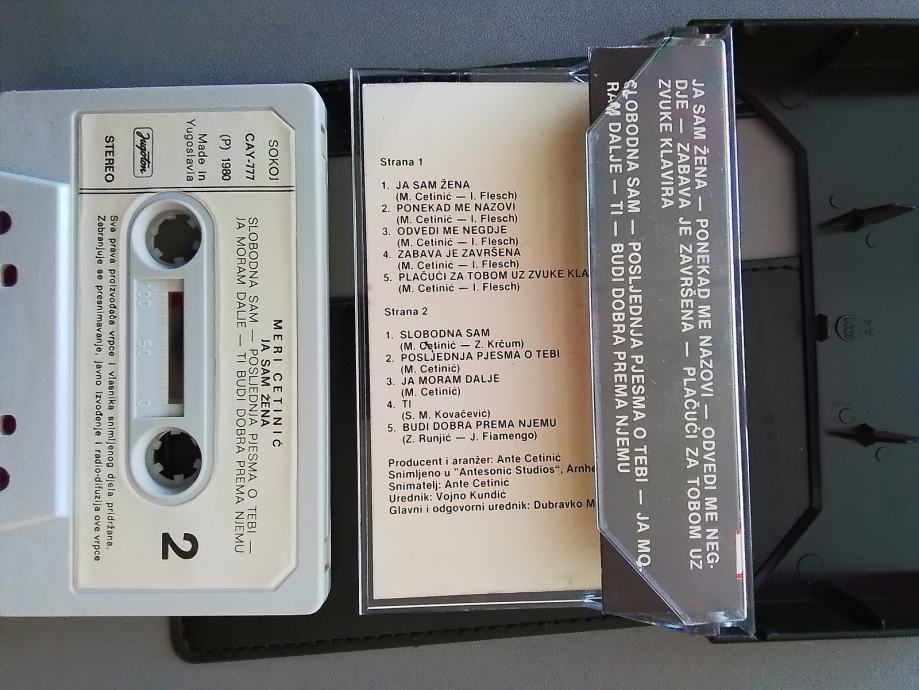 SOKOJ
CAY-777
(P) 1980
Made in
Yugoslavia
Jugoton
STEREO
MERI CETINIĆ
JA SAM ŽENA
SLOBODNA SAM — POSLJEDNJA PJESMA O TEBI —
JA MORAM DALJE — TI BUDI DOBRA PREMA NJEMU
100 50 0
2
Sva prava proizvođača vrpce i vlasnika snimljenog djela pridržana.
Zabranjuje se presnimavanje, javno izvođenje i radio-difuzija ove vrpce
Strana 1
1. JA SAM ŽENA
(M. Cetinić — I. Flesch)
2. PONEKAD ME NAZOVI
(M. Cetinić — I. Flesch)
3. ODVEDI ME NEGDJE
(M. Cetinić — I. Flesch)
4. ZABAVA JE ZAVRŠENA
(M. Cetinić — I. Flesch)
5. PLAČUĆI ZA TOBOM UZ ZVUKE KLA
(M. Cetinić — I. Flesch)
Strana 2
1. SLOBODNA SAM
(M. Cetinić — Z. Krčum)
2. POSLJEDNJA PJESMA O TEBI
(M. Cetinić)
3. JA MORAM DALJE
(M. Cetinić)
4. TI
(S. M. Kovačević)
5. BUDI DOBRA PREMA NJEMU
(Z. Runjić — J. Fiamengo)
Producent i aranžer: Ante Cetinić
Snimljeno u "Antesonic Studios", Arnhe
Snimatelj: Ante Cetinić
Urednik: Vojno Kundić
Glavni i odgovorni urednik: Dubravko M
JA SAM ŽENA — PONEKAD ME NAZOVI — ODVEDI ME NEG-
DJE — ZABAVA JE ZAVRŠENA — PLAČUĆI ZA TOBOM UZ
ZVUKE KLAVIRA
SLOBODNA SAM — POSLJEDNJA PJESMA O TEBI — JA MO-
RAM DALJE — TI — BUDI DOBRA PREMA NJEMU